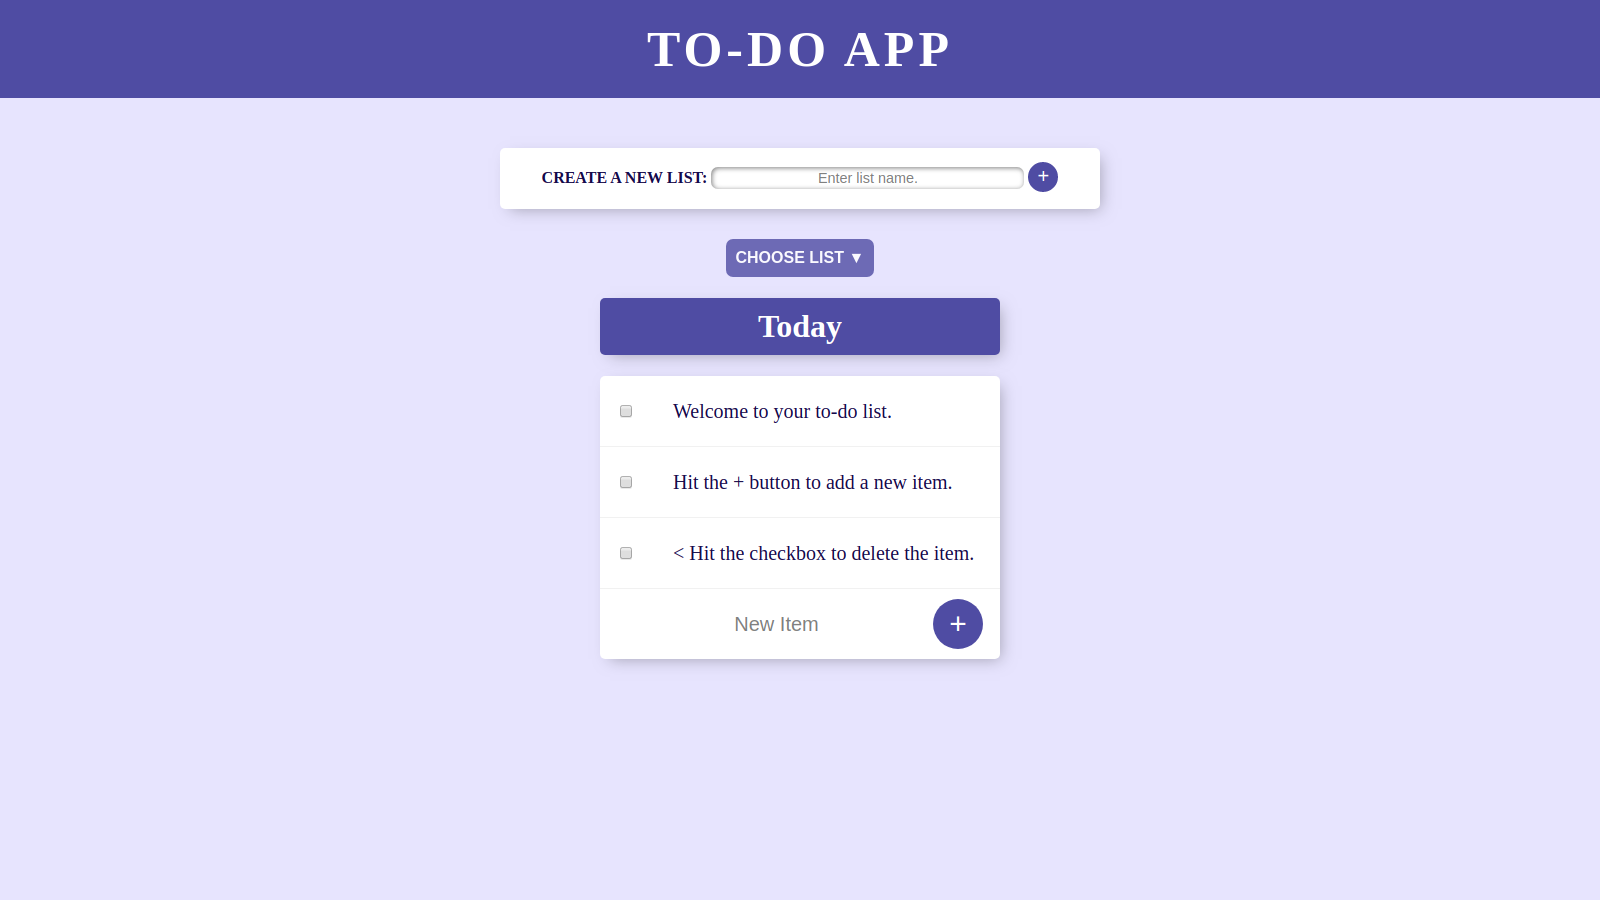 TO-DO APP
CREATE A NEW LIST: Enter list name. +
CHOOSE LIST ▼
Today
Welcome to your to-do list.
Hit the + button to add a new item.
< Hit the checkbox to delete the item.
New Item +